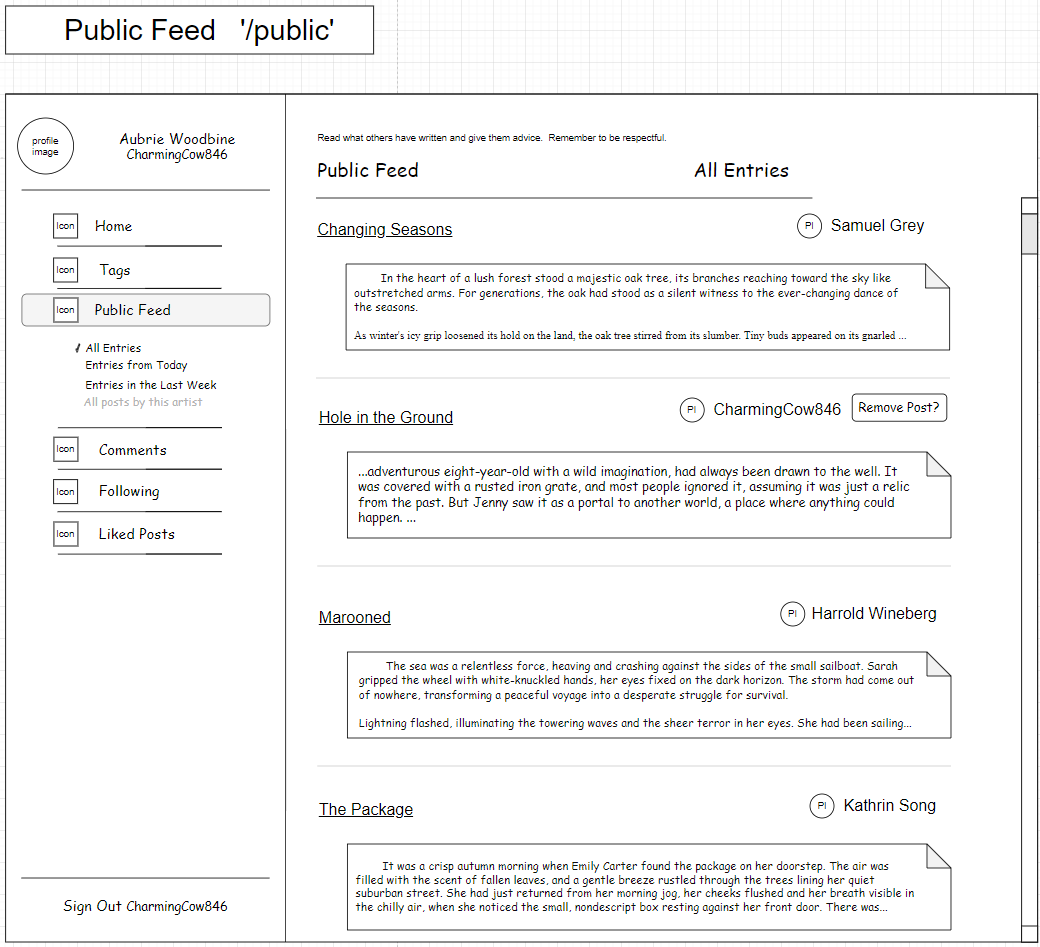 Public Feed '/public'
profile
image
Aubrie Woodbine
CharmingCow846
Icon Home
Icon Tags
Icon Public Feed
✓ All Entries
Entries from Today
Entries in the Last Week
All posts by this artist
Icon Comments
Icon Following
Icon Liked Posts
Sign Out CharmingCow846
Read what others have written and give them advice. Remember to be respectful.
Public Feed All Entries
Changing Seasons PI Samuel Grey
In the heart of a lush forest stood a majestic oak tree, its branches reaching toward the sky like
outstretched arms. For generations, the oak had stood as a silent witness to the ever-changing dance of
the seasons.
As winter's icy grip loosened its hold on the land, the oak tree stirred from its slumber. Tiny buds appeared on its gnarled ...
Hole in the Ground PI CharmingCow846 Remove Post?
...adventurous eight-year-old with a wild imagination, had always been drawn to the well. It
was covered with a rusted iron grate, and most people ignored it, assuming it was just a relic
from the past. But Jenny saw it as a portal to another world, a place where anything could
happen. ...
Marooned PI Harrold Wineberg
The sea was a relentless force, heaving and crashing against the sides of the small sailboat. Sarah
gripped the wheel with white-knuckled hands, her eyes fixed on the dark horizon. The storm had come out
of nowhere, transforming a peaceful voyage into a desperate struggle for survival.
Lightning flashed, illuminating the towering waves and the sheer terror in her eyes. She had been sailing...
The Package PI Kathrin Song
It was a crisp autumn morning when Emily Carter found the package on her doorstep. The air was
filled with the scent of fallen leaves, and a gentle breeze rustled through the trees lining her quiet
suburban street. She had just returned from her morning jog, her cheeks flushed and her breath visible in
the chilly air, when she noticed the small, nondescript box resting against her front door. There was...